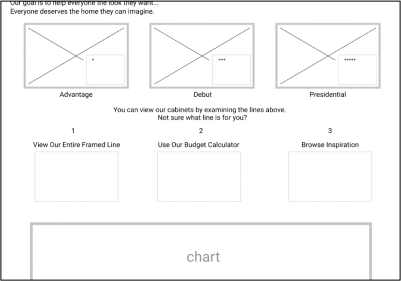 Our goal is to help everyone the look they want...
Everyone deserves the home they can imagine.
*
***
*****
Advantage
Debut
Presidential
You can view our cabinets by examining the lines above.
Not sure what line is for you?
1
2
3
View Our Entire Framed Line
Use Our Budget Calculator
Browse Inspiration
chart